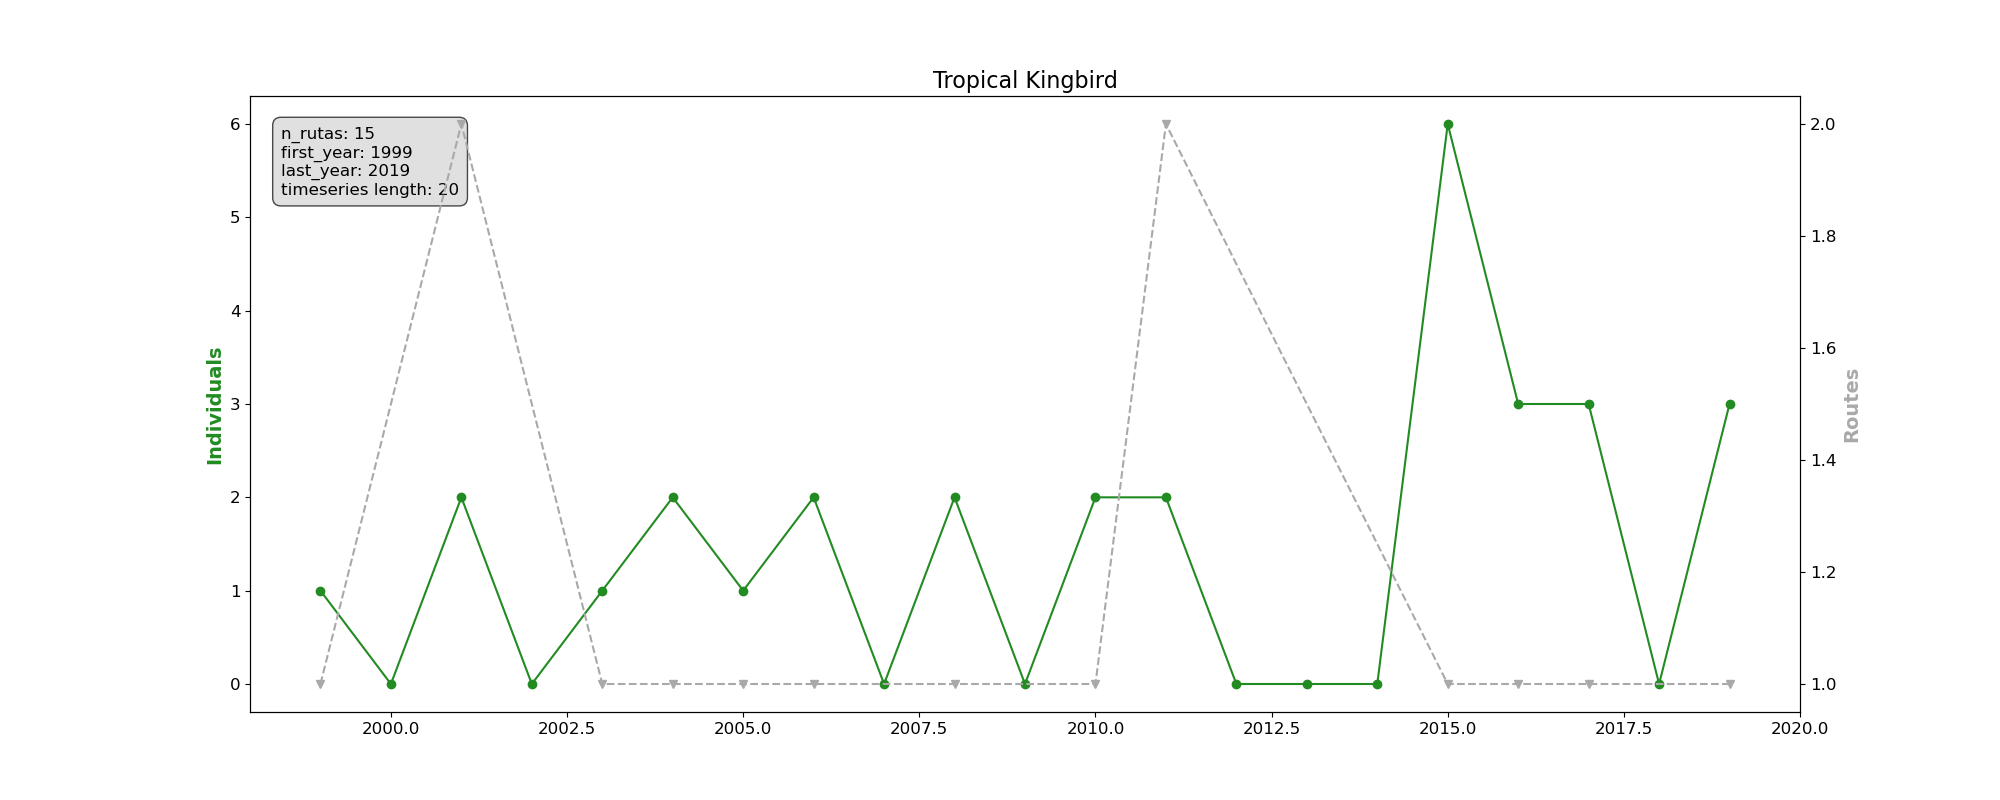 Tropical Kingbird
n_rutas: 15
first_year: 1999
last_year: 2019
timeseries length: 20
6
5
4
3
2
1
0
Individuals
2.0
1.8
1.6
1.4
1.2
1.0
Routes
2000.0 2002.5 2005.0 2007.5 2010.0 2012.5 2015.0 2017.5 2020.0